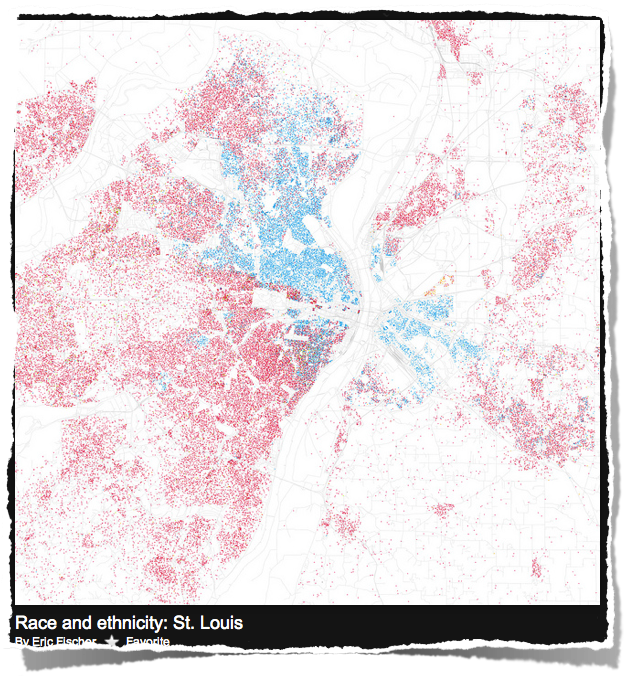 Race and ethnicity: St. Louis
By Eric Fischer ★ Favorite